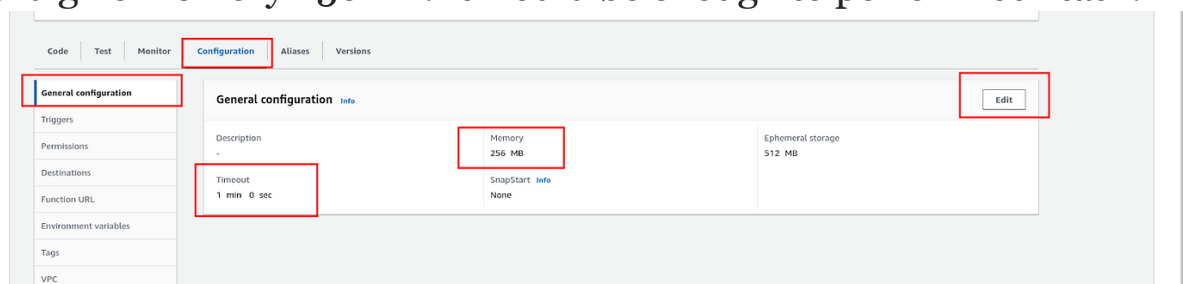 Code Test Monitor Configuration Aliases Versions
General configuration
General configuration Info
Edit
Triggers
Permissions
Destinations
Function URL
Environment variables
Tags
VPC
Description
-
Memory
256 MB
Ephemeral storage
512 MB
Timeout
1 min 0 sec
SnapStart Info
None